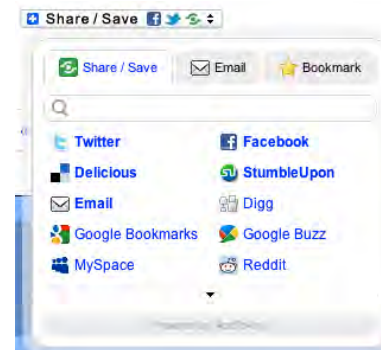 Share / Save
Share / Save Email Bookmark
Twitter Facebook
Delicious StumbleUpon
Email Digg
Google Bookmarks Google Buzz
MySpace Reddit